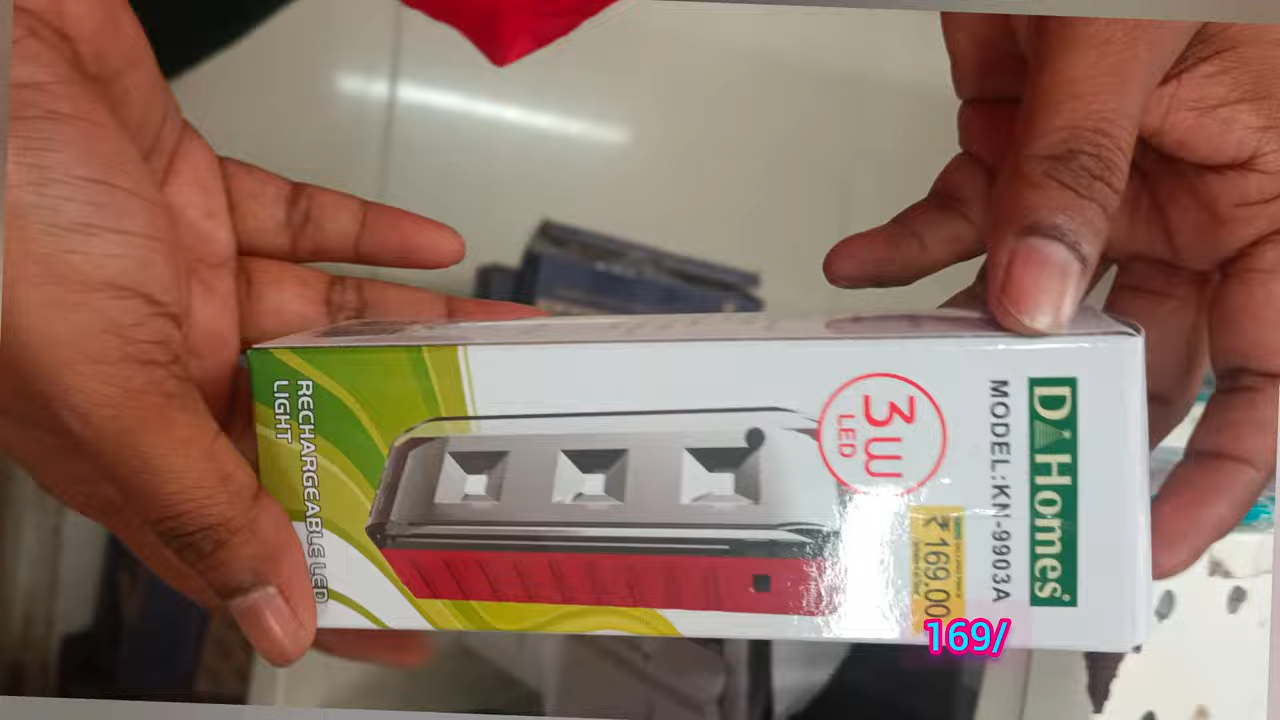 D Homes
MODEL:KN-9903A
3W
LED
₹169.00
RECHARGEABLE LED
LIGHT
169/